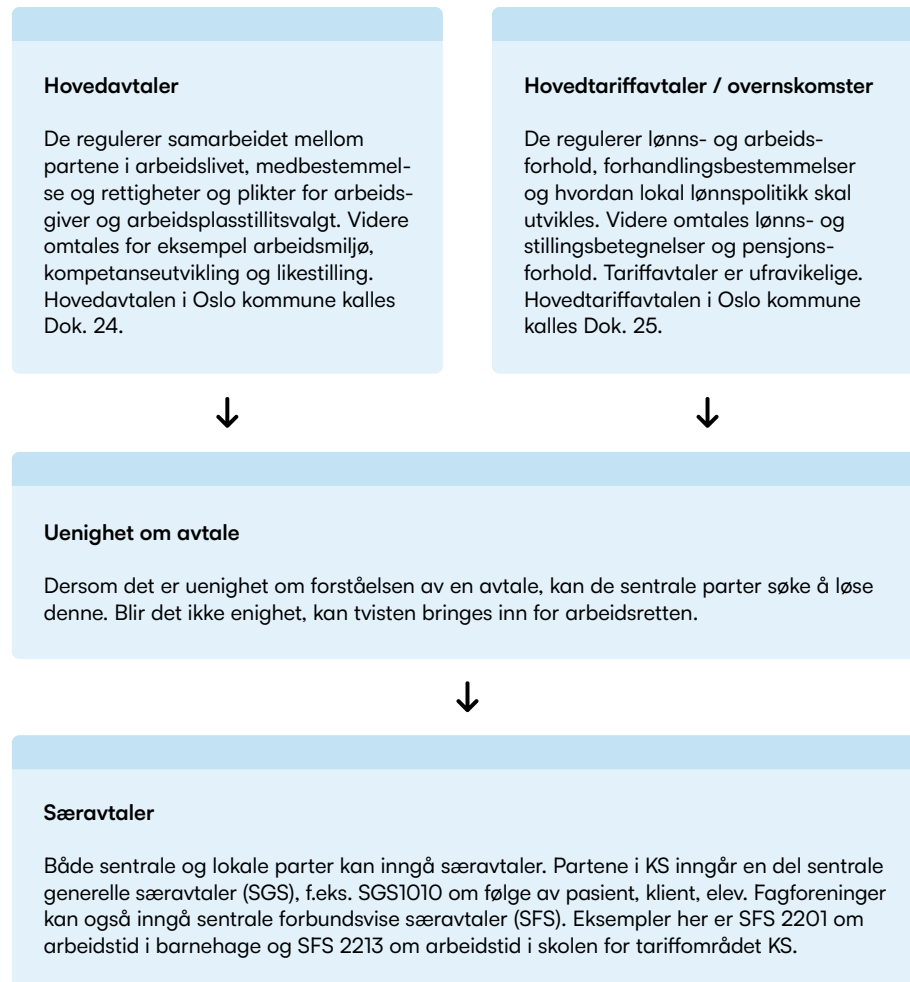 Hovedavtaler
De regulerer samarbeidet mellom
partene i arbeidslivet, medbestemmel-
se og rettigheter og plikter for arbeids-
giver og arbeidsplasstillitsvalgt. Videre
omtales for eksempel arbeidsmiljø,
kompetanseutvikling og likestilling.
Hovedavtalen i Oslo kommune kalles
Dok. 24.
Hovedtariffavtaler / overnskomster
De regulerer lønns- og arbeids-
forhold, forhandlingsbestemmelser
og hvordan lokal lønnspolitikk skal
utvikles. Videre omtales lønns- og
stillingsbetegnelser og pensjons-
forhold. Tariffavtaler er ufravikelige.
Hovedtariffavtalen i Oslo kommune
kalles Dok. 25.
Uenighet om avtale
Dersom det er uenighet om forståelsen av en avtale, kan de sentrale parter søke å løse
denne. Blir det ikke enighet, kan tvisten bringes inn for arbeidsretten.
Særavtaler
Både sentrale og lokale parter kan inngå særavtaler. Partene i KS inngår en del sentrale
generelle særavtaler (SGS), f.eks. SGS1010 om følge av pasient, klient, elev. Fagforeninger
kan også inngå sentrale forbundsvise særavtaler (SFS). Eksempler her er SFS 2201 om
arbeidstid i barnehage og SFS 2213 om arbeidstid i skolen for tariffområdet KS.